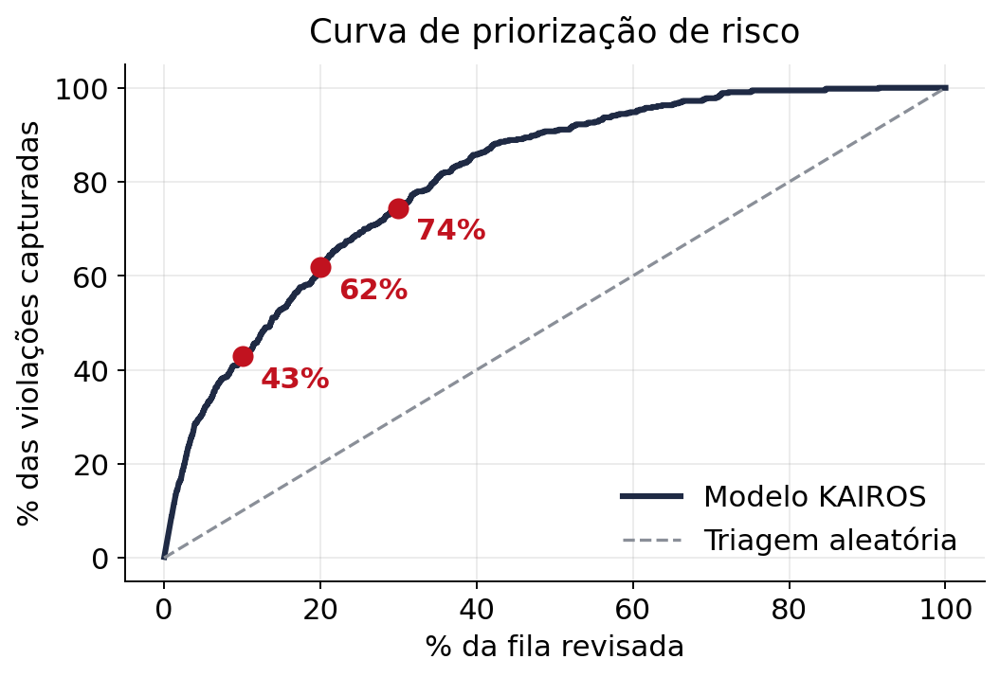 Curva de priorização de risco
% das violações capturadas
100
80
60
40
20
0
74%
62%
43%
Modelo KAIROS
Triagem aleatória
0 20 40 60 80 100
% da fila revisada